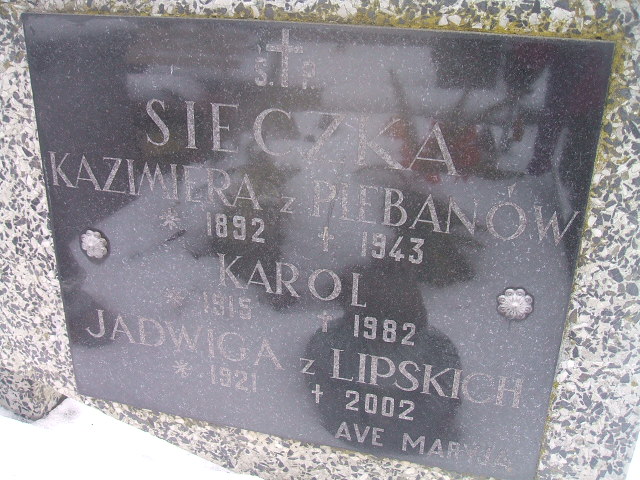 Ś. † P.
SIECZKA
KAZIMIERA z PLEBANÓW
* 1892 † 1943
KAROL
* 1915 † 1982
JADWIGA z LIPSKICH
* 1921 † 2002
AVE MARYJA